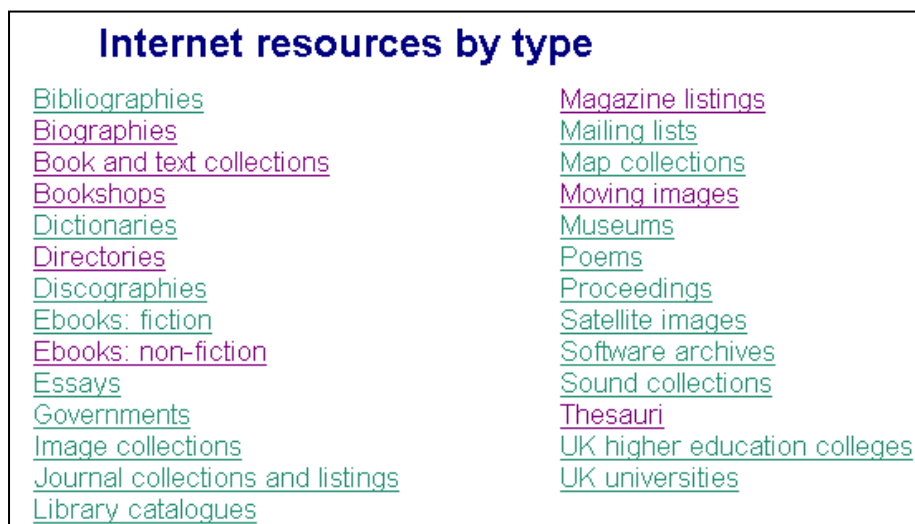 Internet resources by type
Bibliographies
Biographies
Book and text collections
Bookshops
Dictionaries
Directories
Discographies
Ebooks: fiction
Ebooks: non-fiction
Essays
Governments
Image collections
Journal collections and listings
Library catalogues
Magazine listings
Mailing lists
Map collections
Moving images
Museums
Poems
Proceedings
Satellite images
Software archives
Sound collections
Thesauri
UK higher education colleges
UK universities